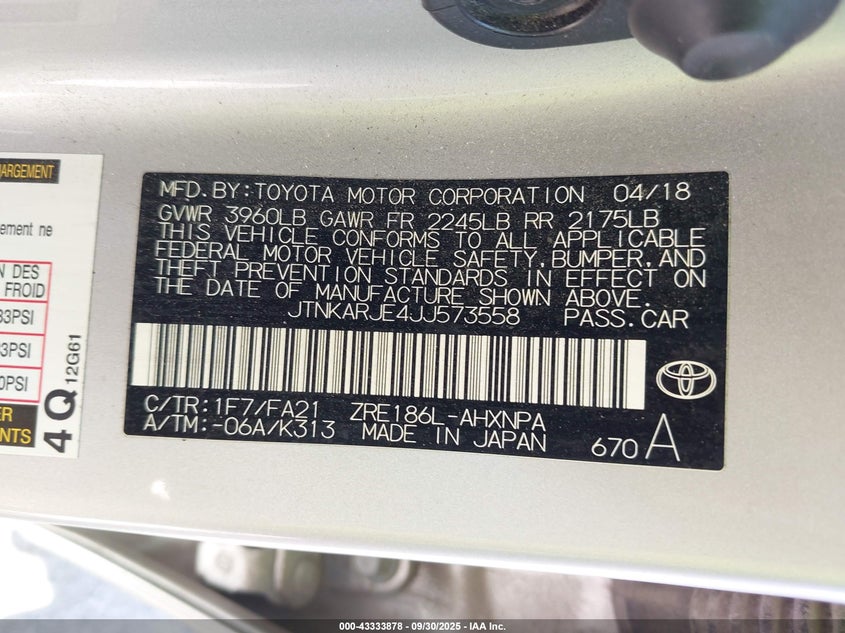 ARGEMENT
ement ne
N DES
FROID
33PSI
3PSI
0PSI
ER
NTS
4Q 12G61
MFD.BY:TOYOTA MOTOR CORPORATION 04/18
GVWR 3960LB GAWR FR 2245LB RR 2175LB
THIS VEHICLE CONFORMS TO ALL APPLICABLE
FEDERAL MOTOR VEHICLE SAFETY,BUMPER,AND
THEFT PREVENTION STANDARDS IN EFFECT ON
THE DATE OF MANUFACTURE SHOWN ABOVE.
JTNKARJE4JJ573558 PASS.CAR
C/TR:1F7/FA21 ZRE186L-AHXNPA
A/TM:-06A/K313 MADE IN JAPAN
670 A
000-43333878 - 09/30/2025 - IAA Inc.